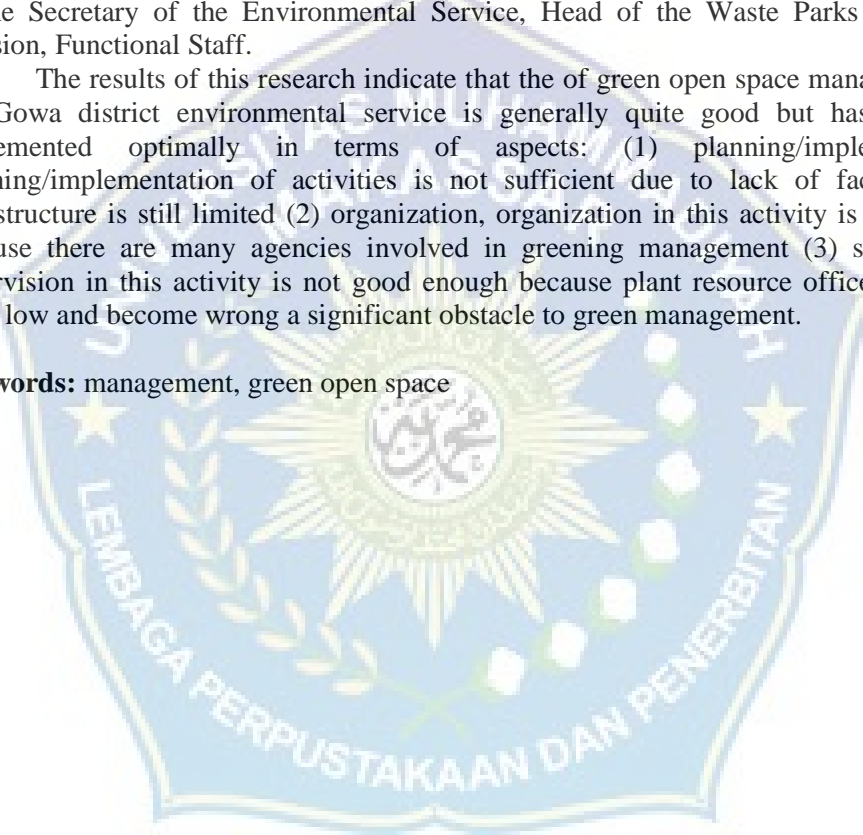 ne Secretary of the Environmental Service, Head of the Waste Parks
sion, Functional Staff.
The results of this research indicate that the of green open space mana
Gowa district environmental service is generally quite good but has
emented optimally in terms of aspects: (1) planning/imple
ning/implementation of activities is not sufficient due to lack of fac
structure is still limited (2) organization, organization in this activity is
use there are many agencies involved in greening management (3) s
rvision in this activity is not good enough because plant resource office
low and become wrong a significant obstacle to green management.
words: management, green open space
UNIVERSITAS MUHAMMADIYAH
MAKASSAR
LEMBAGA PERPUSTAKAAN DAN PENERBITAN